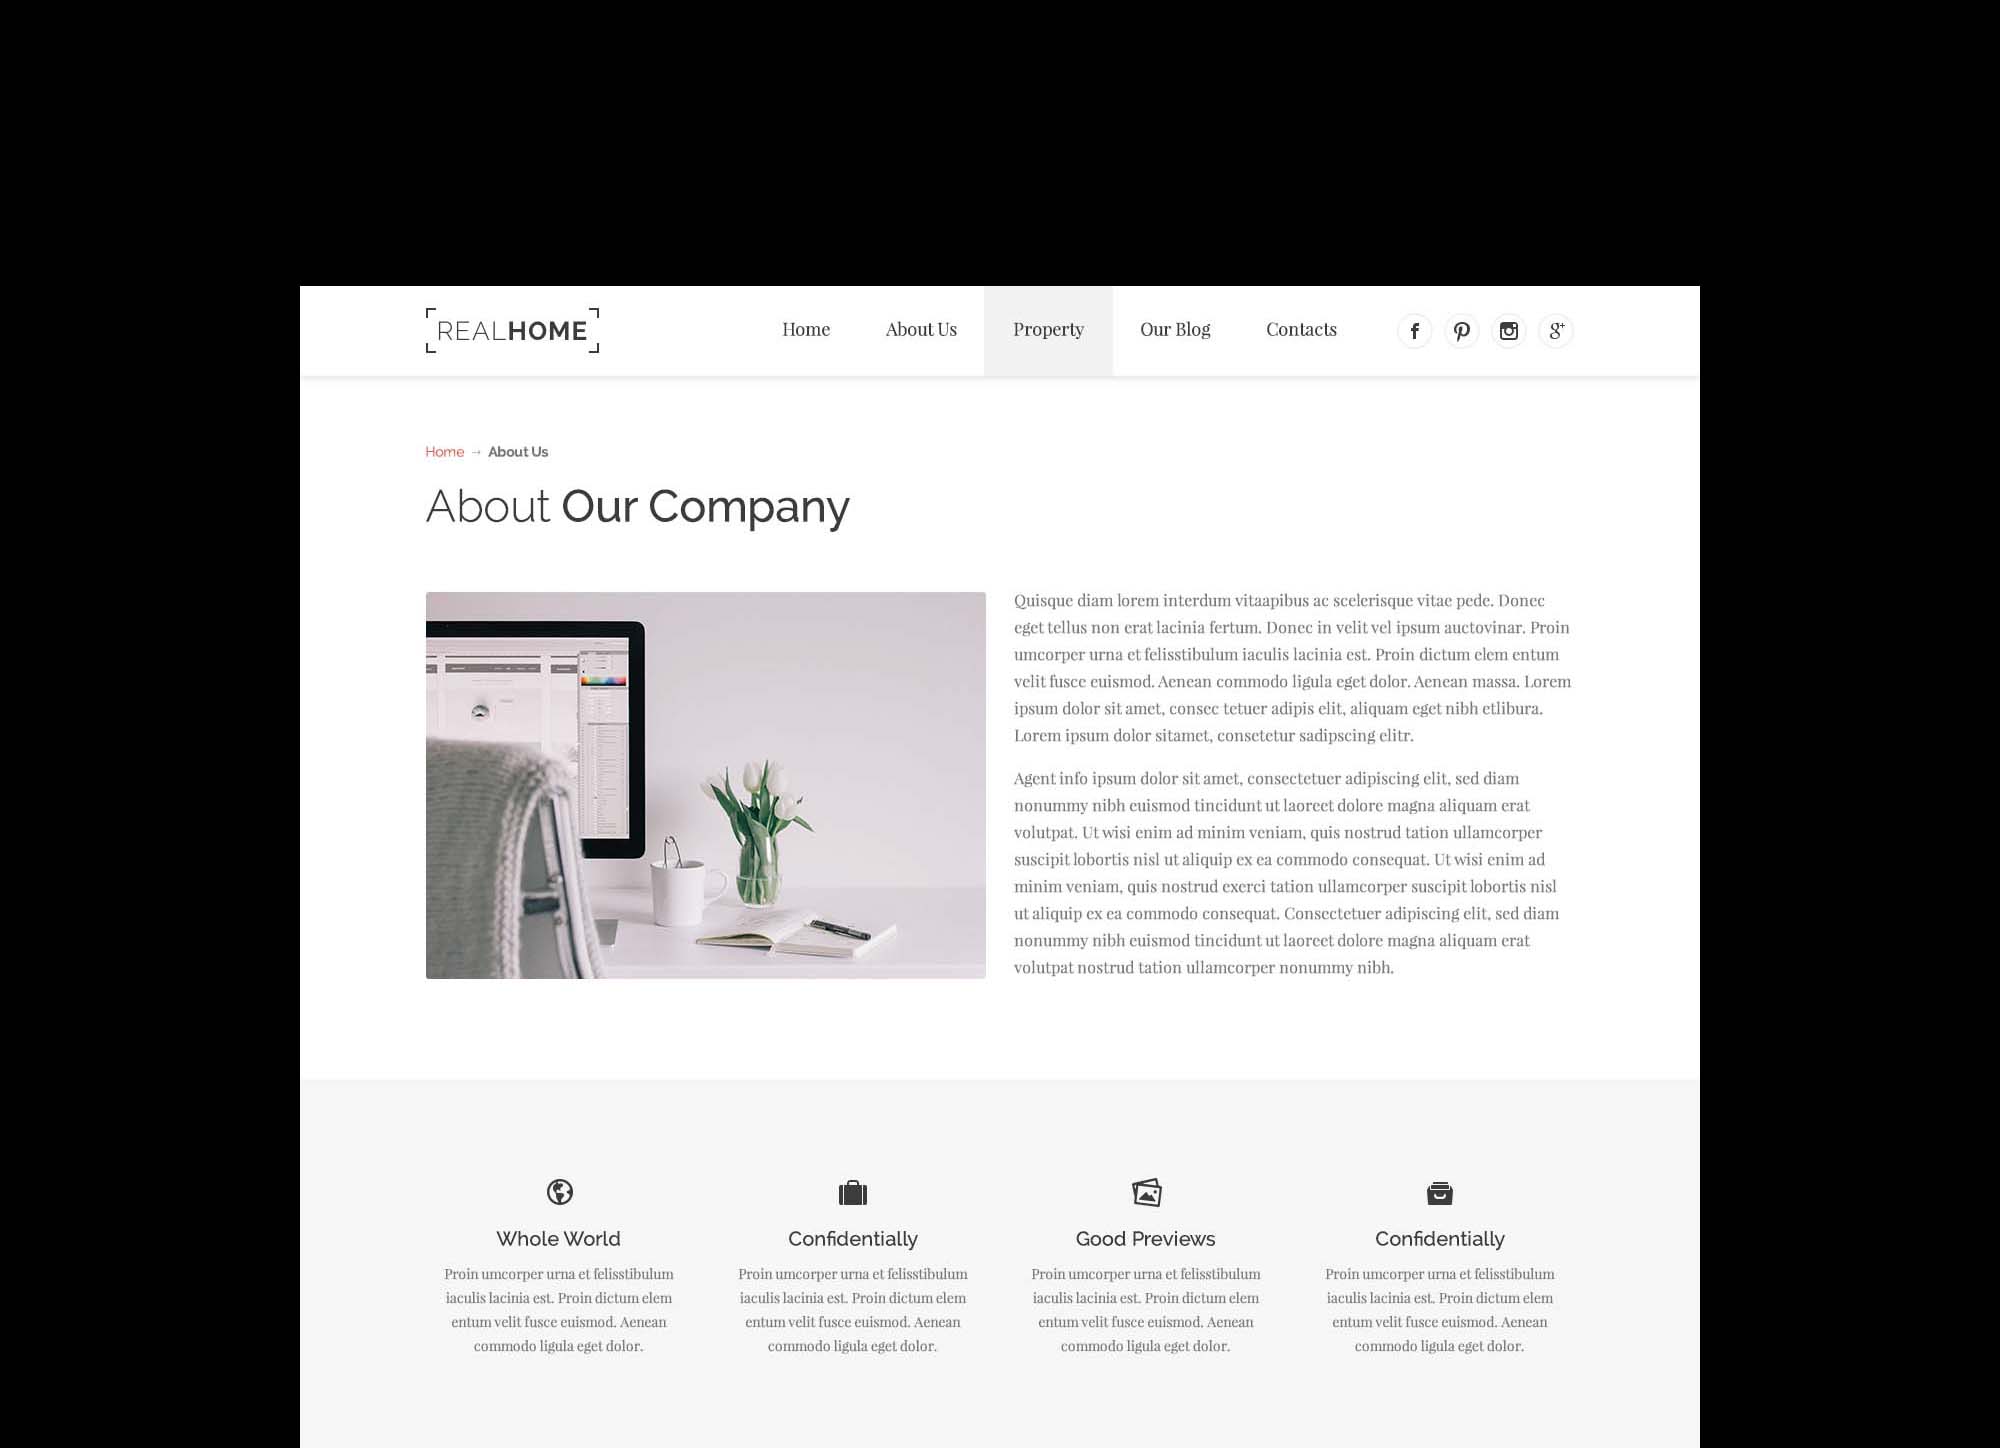 REALHOME
Home About Us Property Our Blog Contacts
Home → About Us
About Our Company
Quisque diam lorem interdum vitaapibus ac scelerisque vitae pede. Donec
eget tellus non erat lacinia fertum. Donec in velit vel ipsum auctovinar. Proin
umcorper urna et felisstibulum iaculis lacinia est. Proin dictum elem entum
velit fusce euismod. Aenean commodo ligula eget dolor. Aenean massa. Lorem
ipsum dolor sit amet, consec tetuer adipis elit, aliquam eget nibh etlibura.
Lorem ipsum dolor sitamet, consetetur sadipscing elitr.
Agent info ipsum dolor sit amet, consectetuer adipiscing elit, sed diam
nonummy nibh euismod tincidunt ut laoreet dolore magna aliquam erat
volutpat. Ut wisi enim ad minim veniam, quis nostrud tation ullamcorper
suscipit lobortis nisl ut aliquip ex ea commodo consequat. Ut wisi enim ad
minim veniam, quis nostrud exerci tation ullamcorper suscipit lobortis nisl
ut aliquip ex ea commodo consequat. Consectetuer adipiscing elit, sed diam
nonummy nibh euismod tincidunt ut laoreet dolore magna aliquam erat
volutpat nostrud tation ullamcorper nonummy nibh.
Whole World
Proin umcorper urna et felisstibulum
iaculis lacinia est. Proin dictum elem
entum velit fusce euismod. Aenean
commodo ligula eget dolor.
Confidentially
Proin umcorper urna et felisstibulum
iaculis lacinia est. Proin dictum elem
entum velit fusce euismod. Aenean
commodo ligula eget dolor.
Good Previews
Proin umcorper urna et felisstibulum
iaculis lacinia est. Proin dictum elem
entum velit fusce euismod. Aenean
commodo ligula eget dolor.
Confidentially
Proin umcorper urna et felisstibulum
iaculis lacinia est. Proin dictum elem
entum velit fusce euismod. Aenean
commodo ligula eget dolor.